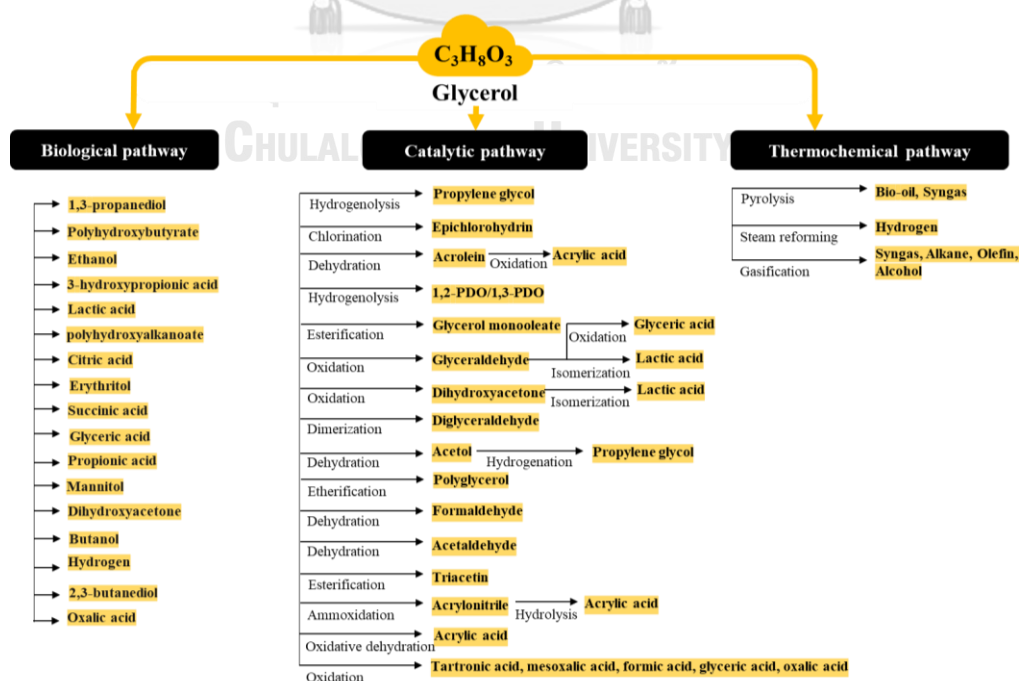 C₃H₈O₃
Glycerol
CHULAL UNIVERSITY
Biological pathway
Catalytic pathway
Thermochemical pathway
1,3-propanediol
Polyhydroxybutyrate
Ethanol
3-hydroxypropionic acid
Lactic acid
polyhydroxyalkanoate
Citric acid
Erythritol
Succinic acid
Glyceric acid
Propionic acid
Mannitol
Dihydroxyacetone
Butanol
Hydrogen
2,3-butanediol
Oxalic acid
Hydrogenolysis Propylene glycol
Chlorination Epichlorohydrin
Dehydration Acrolein Oxidation Acrylic acid
Hydrogenolysis 1,2-PDO/1,3-PDO
Esterification Glycerol monooleate Oxidation Glyceric acid
Oxidation Glyceraldehyde Isomerization Lactic acid
Oxidation Dihydroxyacetone Isomerization Lactic acid
Dimerization Diglyceraldehyde
Dehydration Acetol Hydrogenation Propylene glycol
Etherification Polyglycerol
Dehydration Formaldehyde
Dehydration Acetaldehyde
Esterification Triacetin
Ammoxidation Acrylonitrile Hydrolysis Acrylic acid
Oxidative dehydration Acrylic acid
Oxidation Tartronic acid, mesoxalic acid, formic acid, glyceric acid, oxalic acid
Pyrolysis Bio-oil, Syngas
Steam reforming Hydrogen
Gasification Syngas, Alkane, Olefin,
Alcohol